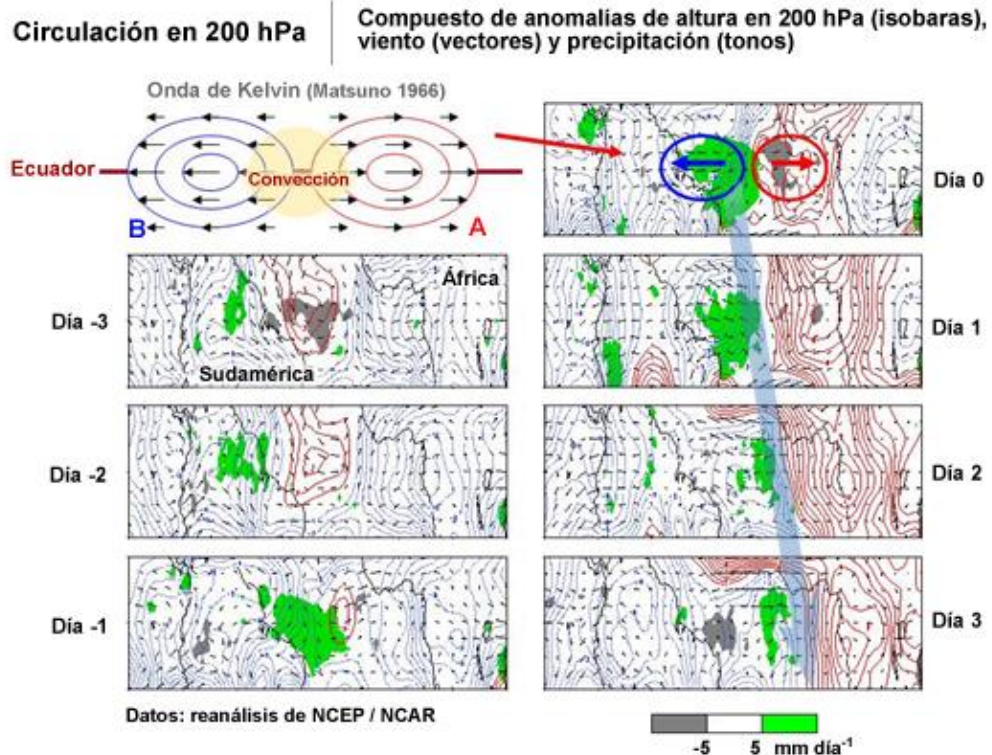 Circulación en 200 hPa
Compuesto de anomalías de altura en 200 hPa (isobaras),
viento (vectores) y precipitación (tonos)
Onda de Kelvin (Matsuno 1966)
Ecuador
Convección
B
A
Día 0
Día -3
África
Sudamérica
Día 1
Día -2
Día 2
Día -1
Día 3
Datos: reanálisis de NCEP / NCAR
-5 5 mm día-1